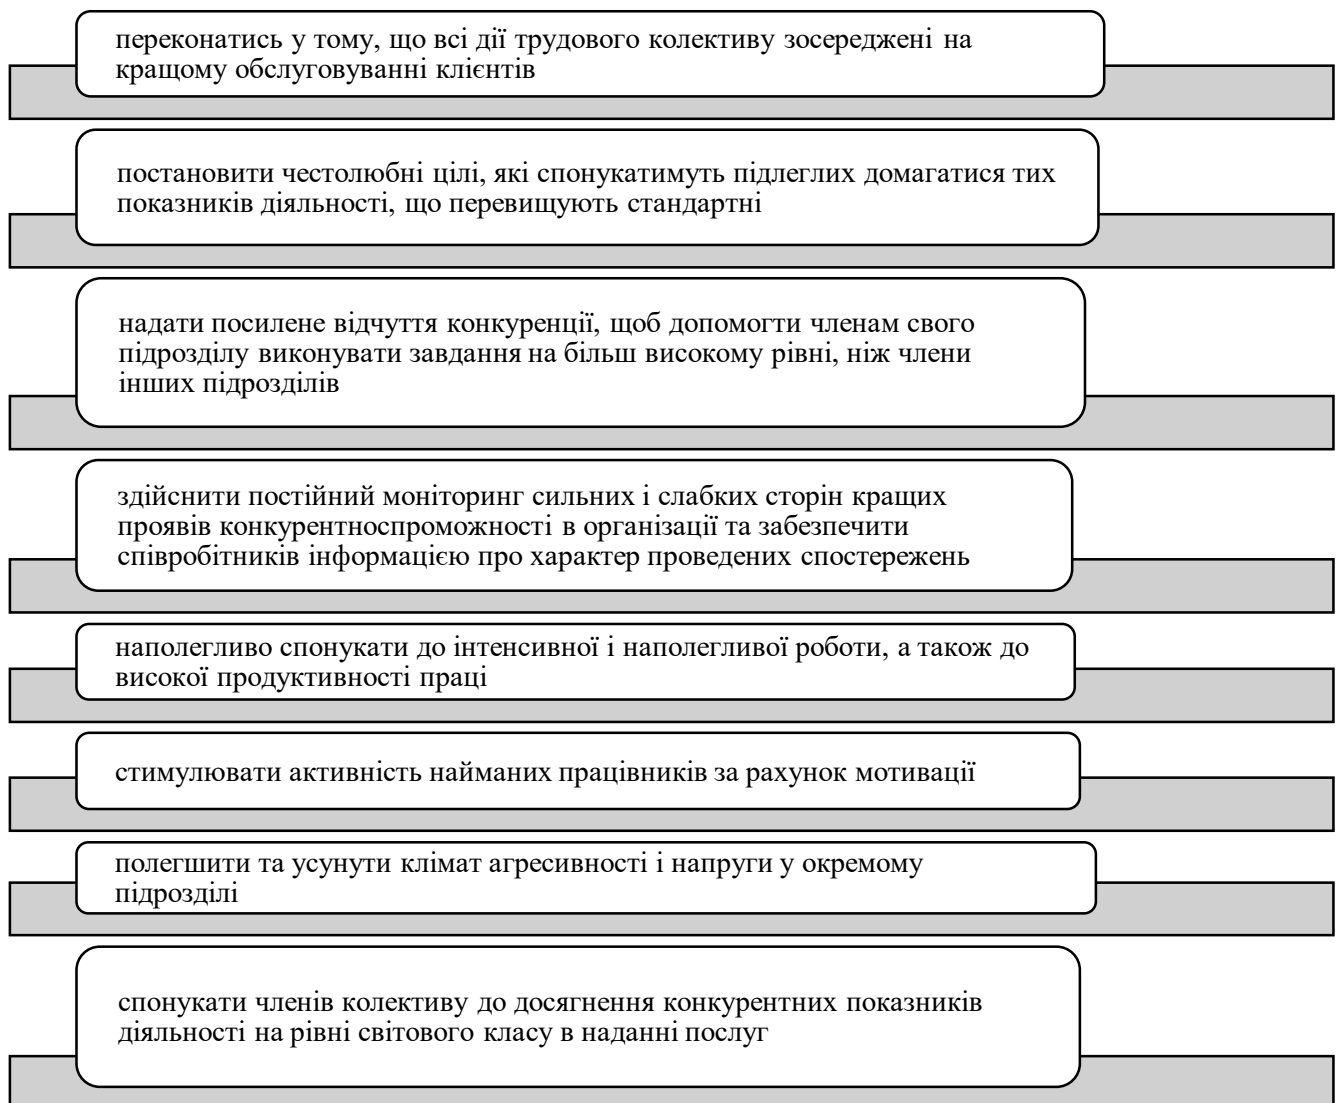 переконатись у тому, що всі дії трудового колективу зосереджені на
кращому обслуговуванні клієнтів
постановити честолюбні цілі, які спонукатимуть підлеглих домагатися тих
показників діяльності, що перевищують стандартні
надати посилене відчуття конкуренції, щоб допомогти членам свого
підрозділу виконувати завдання на більш високому рівні, ніж члени
інших підрозділів
здійснити постійний моніторинг сильних і слабких сторін кращих
проявів конкурентноспроможності в організації та забезпечити
співробітників інформацією про характер проведених спостережень
наполегливо спонукати до інтенсивної і наполегливої роботи, а також до
високої продуктивності праці
стимулювати активність найманих працівників за рахунок мотивації
полегшити та усунути клімат агресивності і напруги у окремому
підрозділі
спонукати членів колективу до досягнення конкурентних показників
діяльності на рівні світового класу в наданні послуг